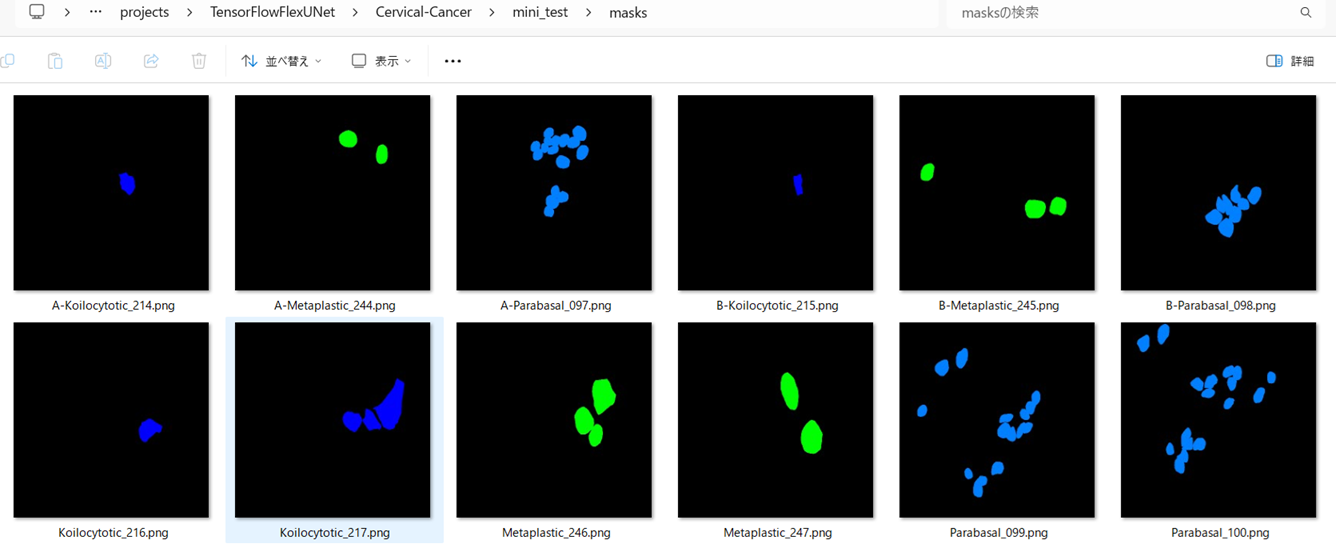 … projects > TensorFlowFlexUNet > Cervical-Cancer > mini_test > masks
masksの検索
並べ替え
表示
詳細
A-Koilocytotic_214.png
A-Metaplastic_244.png
A-Parabasal_097.png
B-Koilocytotic_215.png
B-Metaplastic_245.png
B-Parabasal_098.png
Koilocytotic_216.png
Koilocytotic_217.png
Metaplastic_246.png
Metaplastic_247.png
Parabasal_099.png
Parabasal_100.png